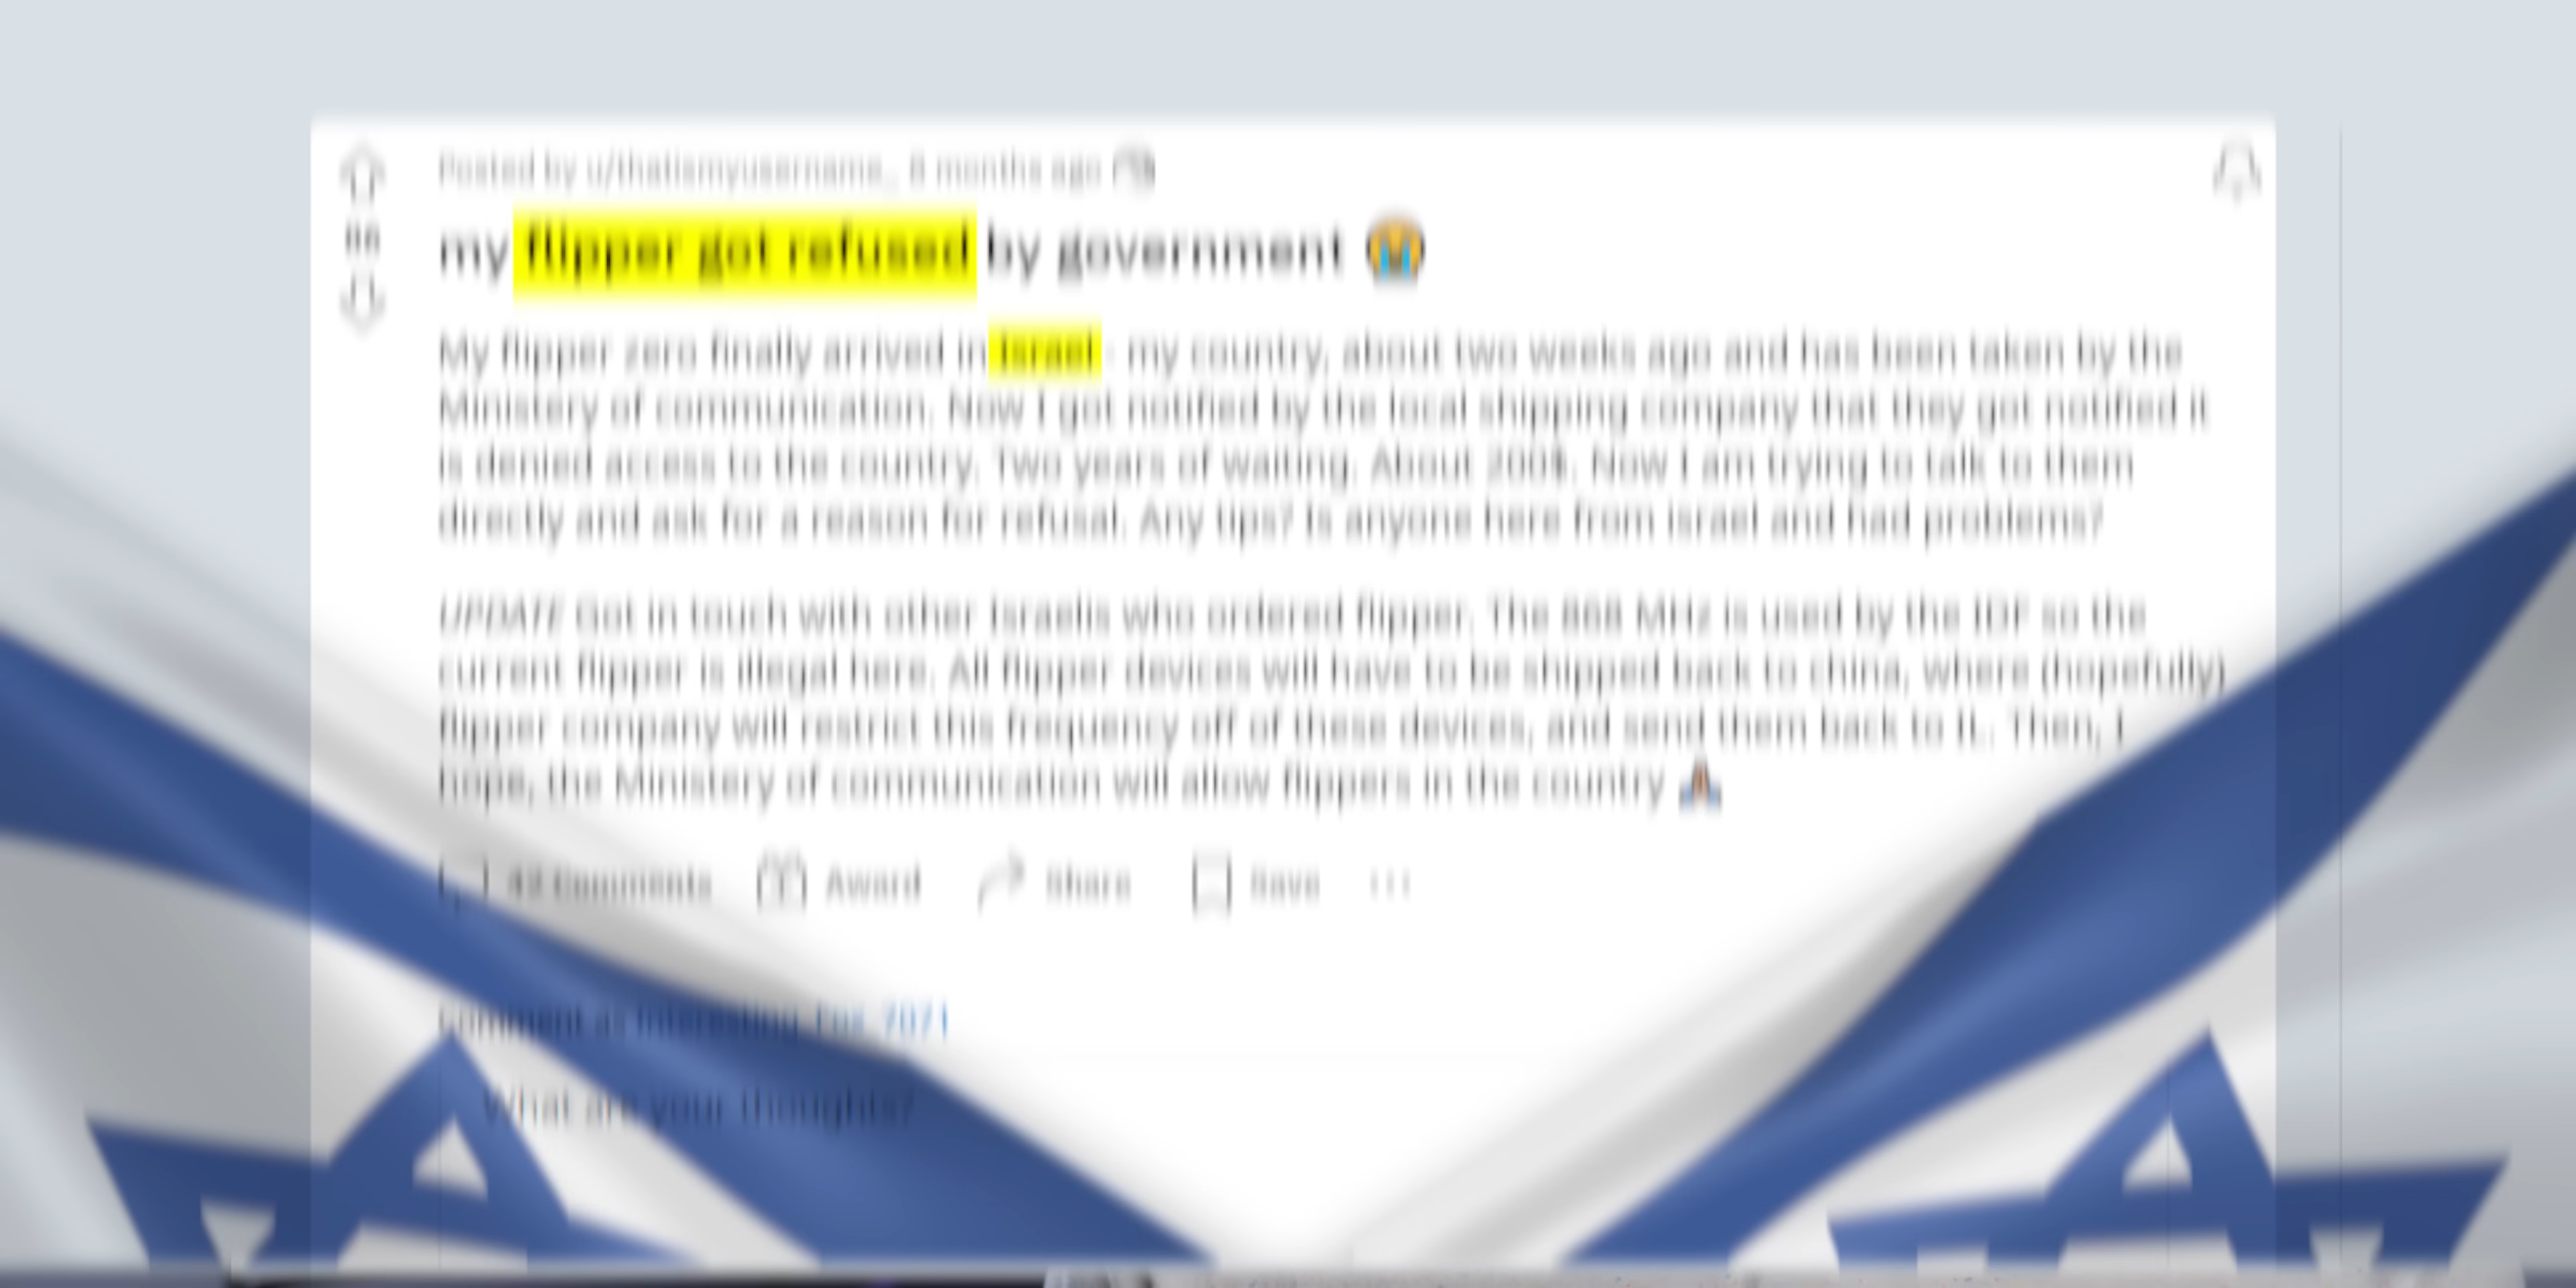 Posted by u/thatismyusername_ 8 months ago
my flipper got refused by government 😭
My flipper zero finally arrived in Israel - my country, about two weeks ago and has been taken by the
Ministery of communication. Now I got notified by the local shipping company that they got notified it
is denied access to the country. Two years of waiting. About 200$. Now I am trying to talk to them
directly and ask for a reason for refusal. Any tips? Is anyone here from israel and had problems?
UPDATE Got in touch with other Israelis who ordered flipper. The 868 MHz is used by the IDF so the
current flipper is illegal here. All flipper devices will have to be shipped back to china, where (hopefully)
flipper company will restrict this frequency off of these devices, and send them back to IL. Then, I
hope, the Ministery of communication will allow flippers in the country 🙏🏽
Comments Award Share Save ...
Comment as Interesting_Fox_7071
What are your thoughts?